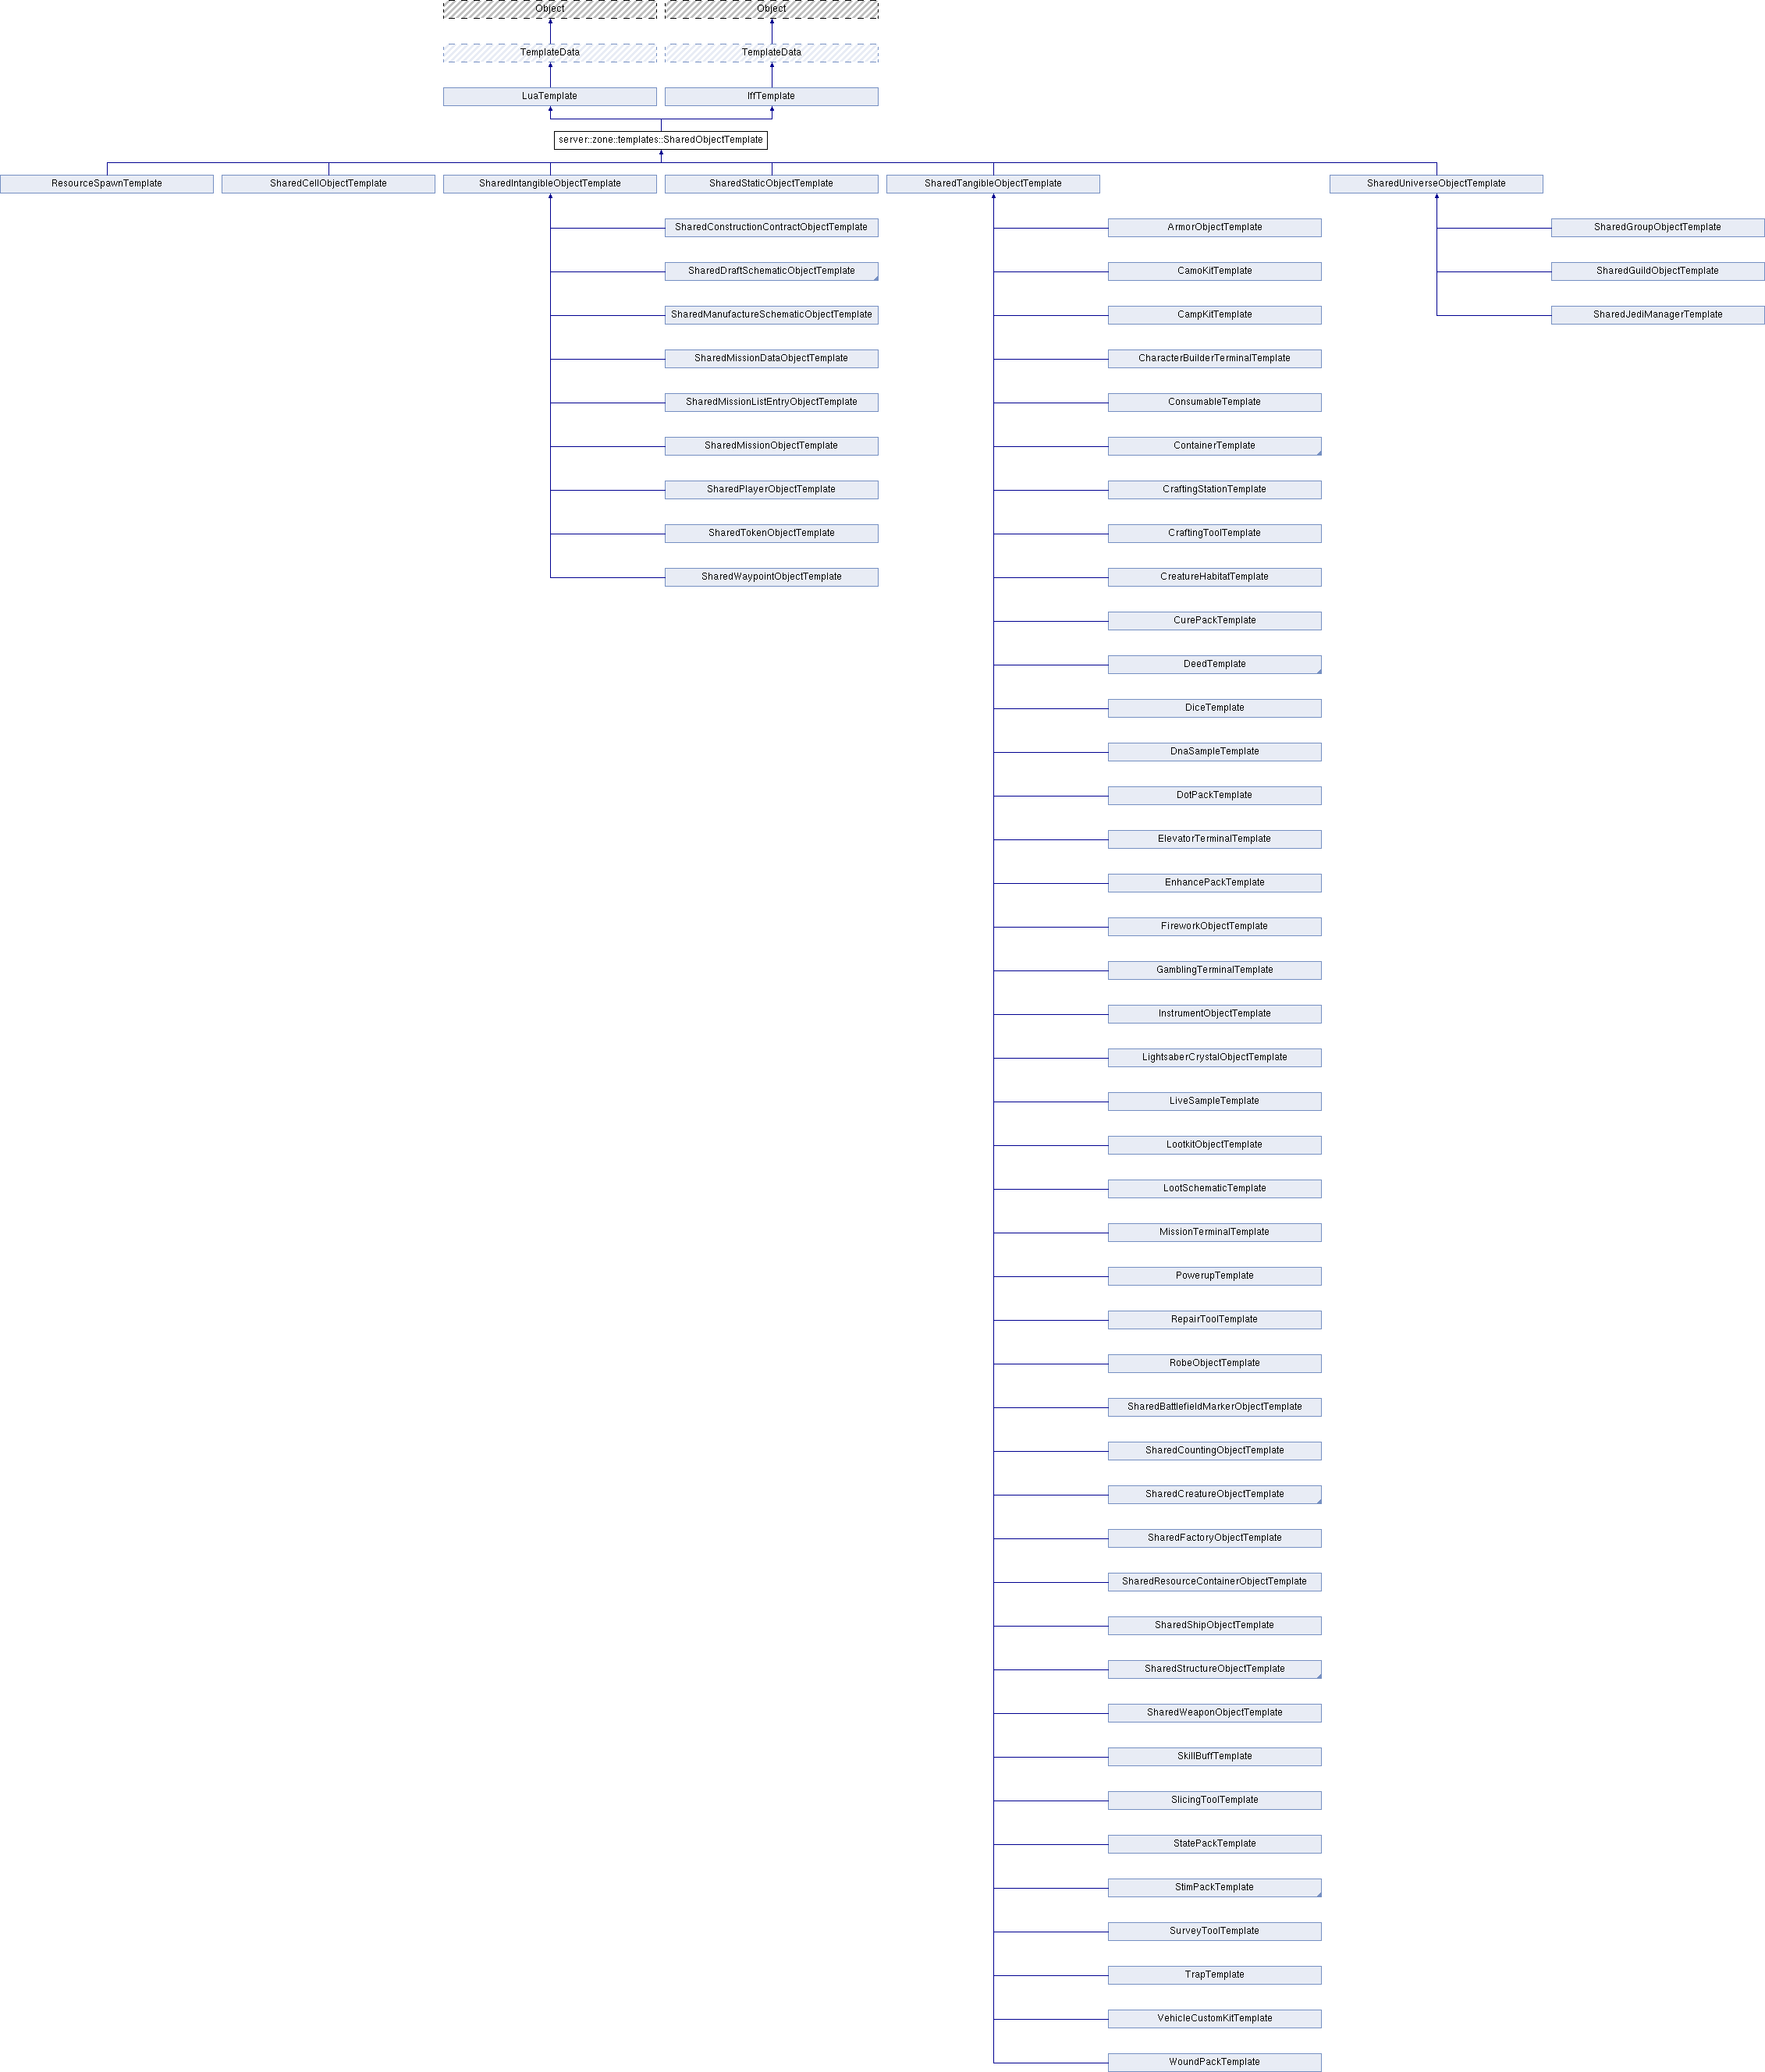 Object
Object
TemplateData
TemplateData
LuaTemplate
IffTemplate
server::zone::templates::SharedObjectTemplate
ResourceSpawnTemplate
SharedCellObjectTemplate
SharedIntangibleObjectTemplate
SharedStaticObjectTemplate
SharedTangibleObjectTemplate
SharedUniverseObjectTemplate
SharedConstructionContractObjectTemplate
SharedDraftSchematicObjectTemplate
SharedManufactureSchematicObjectTemplate
SharedMissionDataObjectTemplate
SharedMissionListEntryObjectTemplate
SharedMissionObjectTemplate
SharedPlayerObjectTemplate
SharedTokenObjectTemplate
SharedWaypointObjectTemplate
ArmorObjectTemplate
CamoKitTemplate
CampKitTemplate
CharacterBuilderTerminalTemplate
ConsumableTemplate
ContainerTemplate
CraftingStationTemplate
CraftingToolTemplate
CreatureHabitatTemplate
CurePackTemplate
DeedTemplate
DiceTemplate
DnaSampleTemplate
DotPackTemplate
ElevatorTerminalTemplate
EnhancePackTemplate
FireworkObjectTemplate
GamblingTerminalTemplate
InstrumentObjectTemplate
LightsaberCrystalObjectTemplate
LiveSampleTemplate
LootkitObjectTemplate
LootSchematicTemplate
MissionTerminalTemplate
PowerupTemplate
RepairToolTemplate
RobeObjectTemplate
SharedBattlefieldMarkerObjectTemplate
SharedCountingObjectTemplate
SharedCreatureObjectTemplate
SharedFactoryObjectTemplate
SharedResourceContainerObjectTemplate
SharedShipObjectTemplate
SharedStructureObjectTemplate
SharedWeaponObjectTemplate
SkillBuffTemplate
SlicingToolTemplate
StatePackTemplate
StimPackTemplate
SurveyToolTemplate
TrapTemplate
VehicleCustomKitTemplate
WoundPackTemplate
SharedGroupObjectTemplate
SharedGuildObjectTemplate
SharedJediManagerTemplate